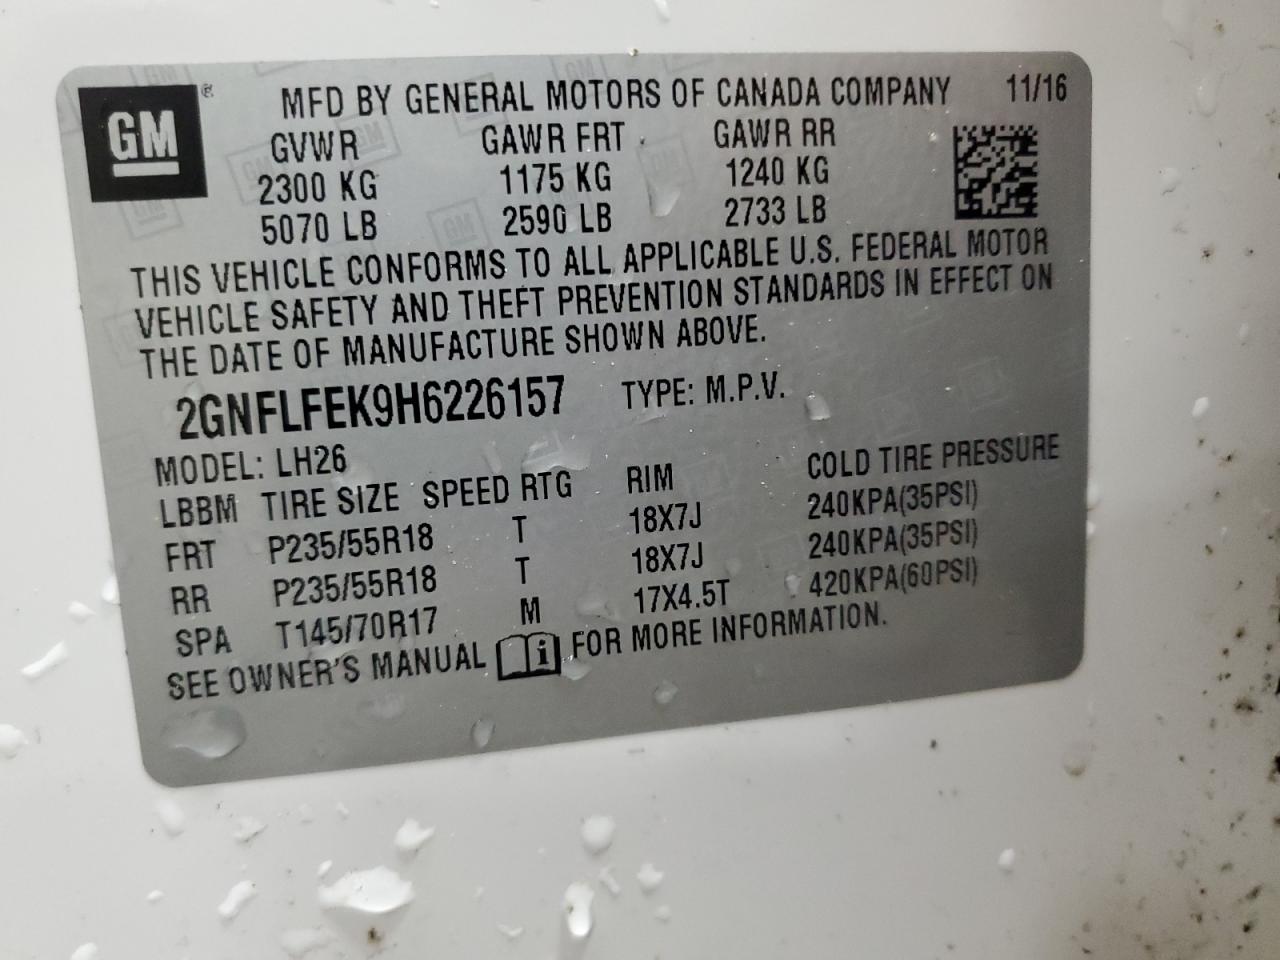 GM ® MFD BY GENERAL MOTORS OF CANADA COMPANY 11/16
GVWR GAWR FRT GAWR RR
2300 KG 1175 KG 1240 KG
5070 LB 2590 LB 2733 LB
THIS VEHICLE CONFORMS TO ALL APPLICABLE U.S. FEDERAL MOTOR
VEHICLE SAFETY AND THEFT PREVENTION STANDARDS IN EFFECT ON
THE DATE OF MANUFACTURE SHOWN ABOVE.
2GNFLFEK9H6226157 TYPE: M.P.V.
MODEL: LH26
LBBM TIRE SIZE SPEED RTG RIM COLD TIRE PRESSURE
FRT P235/55R18 T 18X7J 240KPA(35PSI)
RR P235/55R18 T 18X7J 240KPA(35PSI)
SPA T145/70R17 M 17X4.5T 420KPA(60PSI)
SEE OWNER'S MANUAL i FOR MORE INFORMATION.